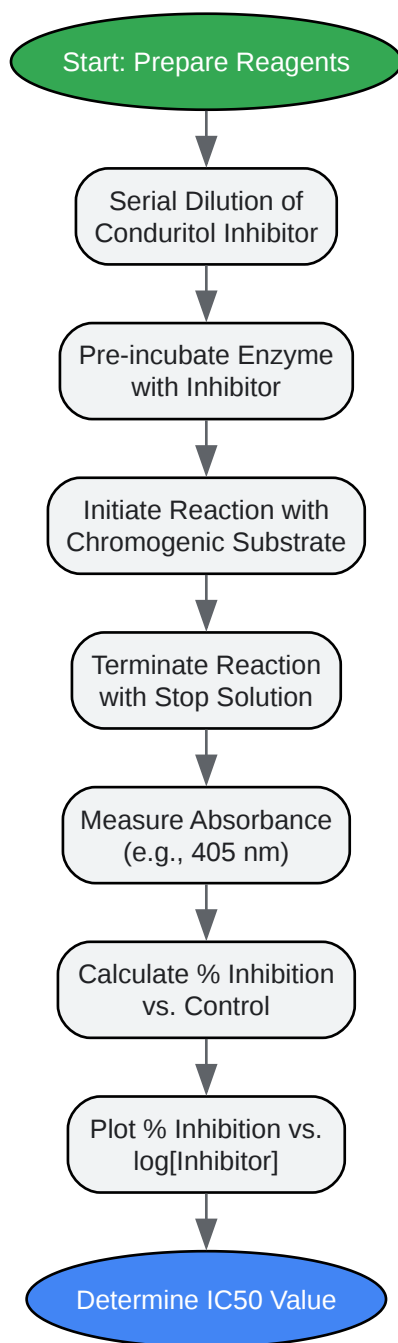 Start: Prepare Reagents
Serial Dilution of
Conduritol Inhibitor
Pre-incubate Enzyme
with Inhibitor
Initiate Reaction with
Chromogenic Substrate
Terminate Reaction
with Stop Solution
Measure Absorbance
(e.g., 405 nm)
Calculate % Inhibition
vs. Control
Plot % Inhibition vs.
log[Inhibitor]
Determine IC50 Value